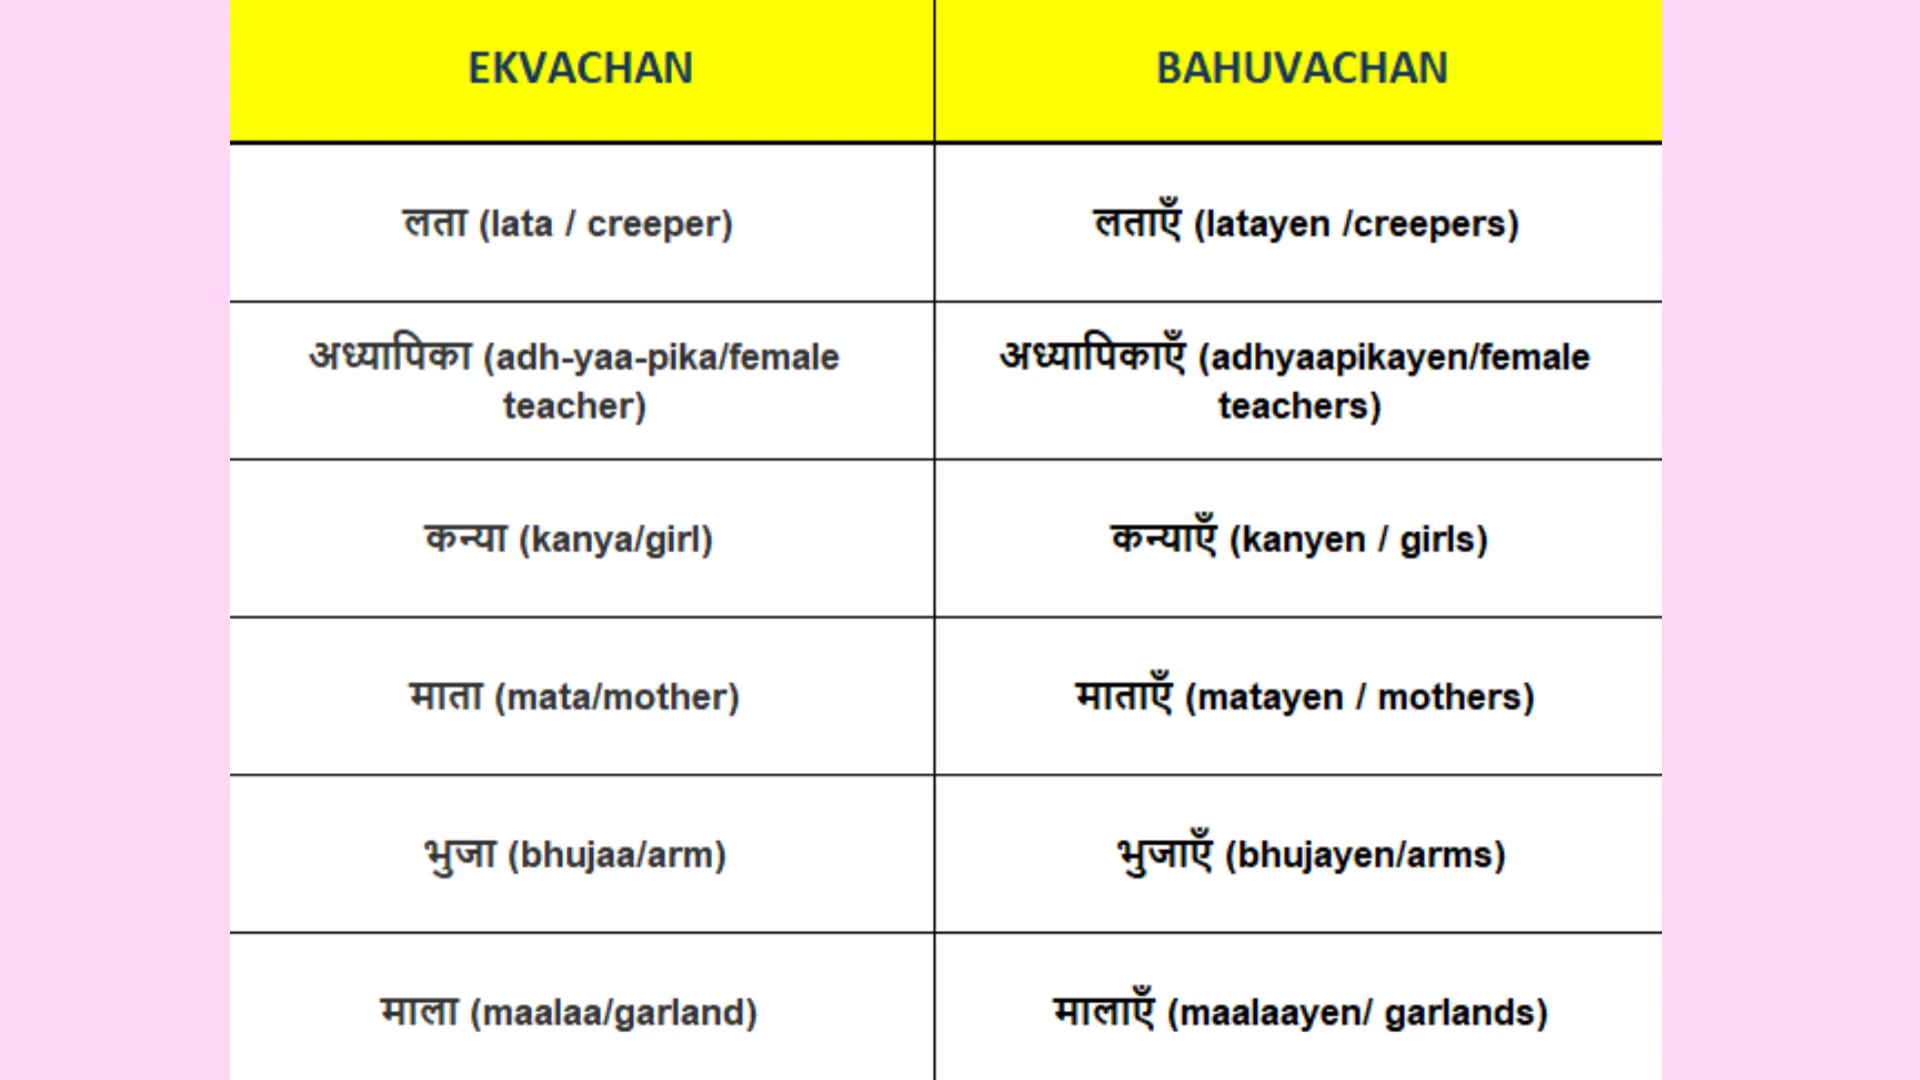 EKVACHAN BAHUVACHAN
लता (lata / creeper) लताएँ (latayen /creepers)
अध्यापिका (adh-yaa-pika/female अध्यापिकाएँ (adhyaapikayen/female
teacher) teachers)
कन्या (kanya/girl) कन्याएँ (kanyen / girls)
माता (mata/mother) माताएँ (matayen / mothers)
भुजा (bhujaa/arm) भुजाएँ (bhujayen/arms)
माला (maalaa/garland) मालाएँ (maalaayen/ garlands)